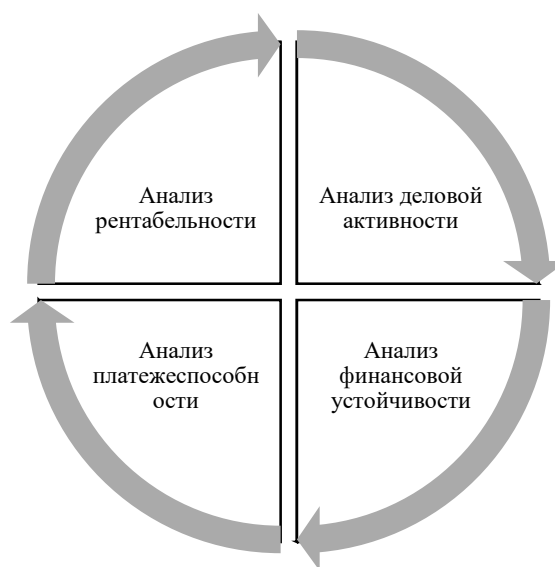 Анализ
рентабельности
Анализ деловой
активности
Анализ
платежеспособн
ости
Анализ
финансовой
устойчивости